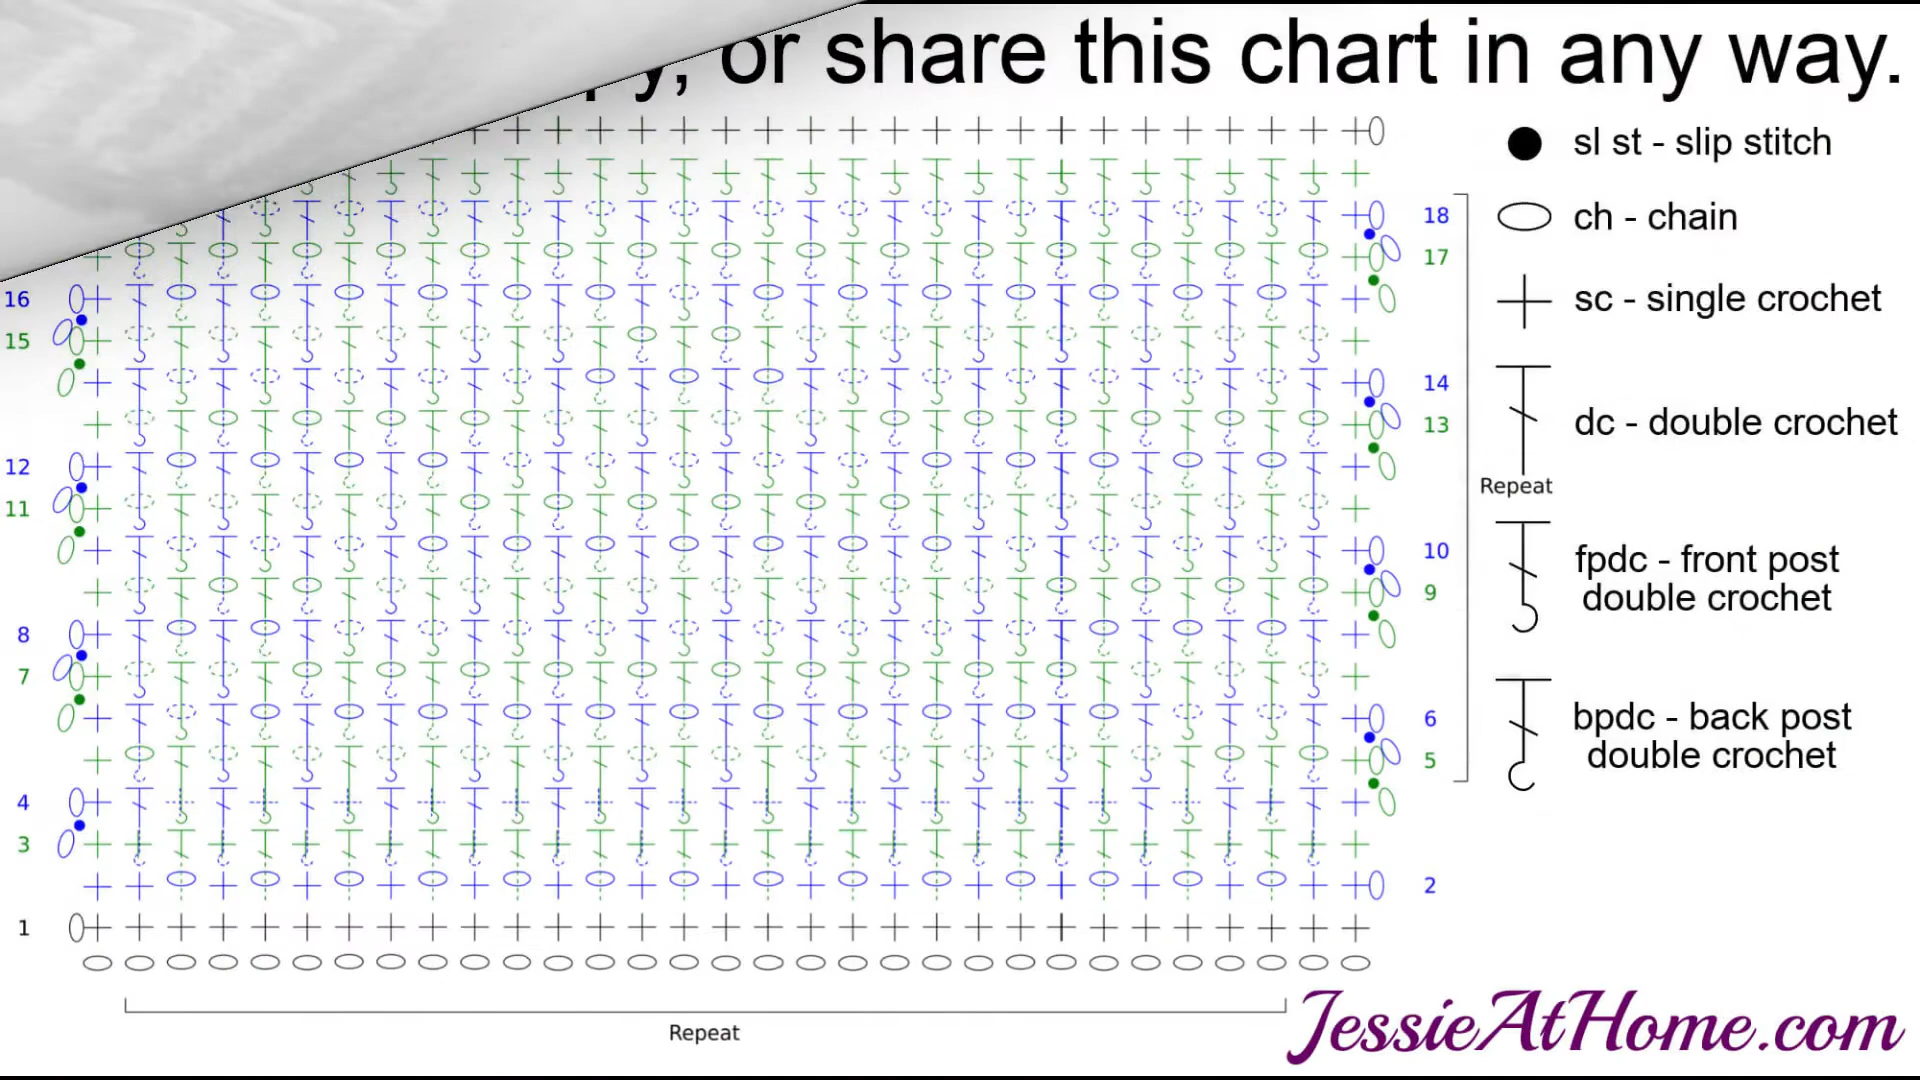 py, or share this chart in any way.
sl st - slip stitch
18
ch - chain
17
16
sc - single crochet
15
14
dc - double crochet
13
12
Repeat
11
10
fpdc - front post
double crochet
9
8
7
6
bpdc - back post
double crochet
5
4
3
2
1
Repeat
JessieAtHome.com